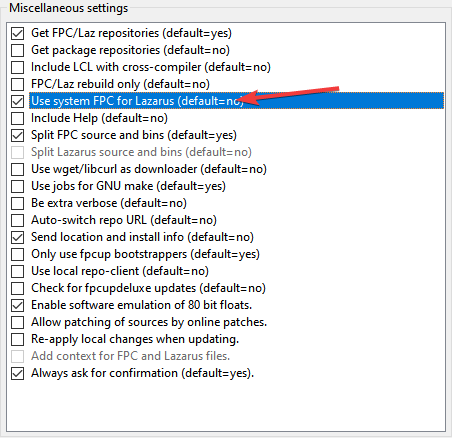 Miscellaneous settings
Get FPC/Laz repositories (default=yes)
Get package repositories (default=no)
Include LCL with cross-compiler (default=no)
FPC/Laz rebuild only (default=no)
Use system FPC for Lazarus (default=no)
Include Help (default=no)
Split FPC source and bins (default=yes)
Split Lazarus source and bins (default=no)
Use wget/libcurl as downloader (default=no)
Use jobs for GNU make (default=yes)
Be extra verbose (default=no)
Auto-switch repo URL (default=no)
Send location and install info (default=no)
Only use fpcup bootstrappers (default=yes)
Use local repo-client (default=no)
Check for fpcupdeluxe updates (default=no)
Enable software emulation of 80 bit floats.
Allow patching of sources by online patches.
Re-apply local changes when updating.
Add context for FPC and Lazarus files.
Always ask for confirmation (default=yes).